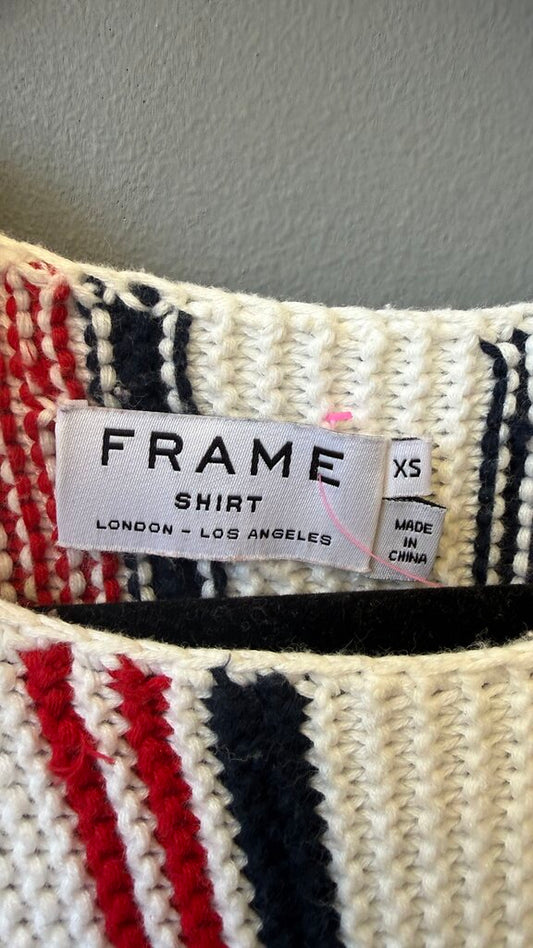 FRAME
SHIRT
LONDON - LOS ANGELES
XS
MADE
IN
CHINA